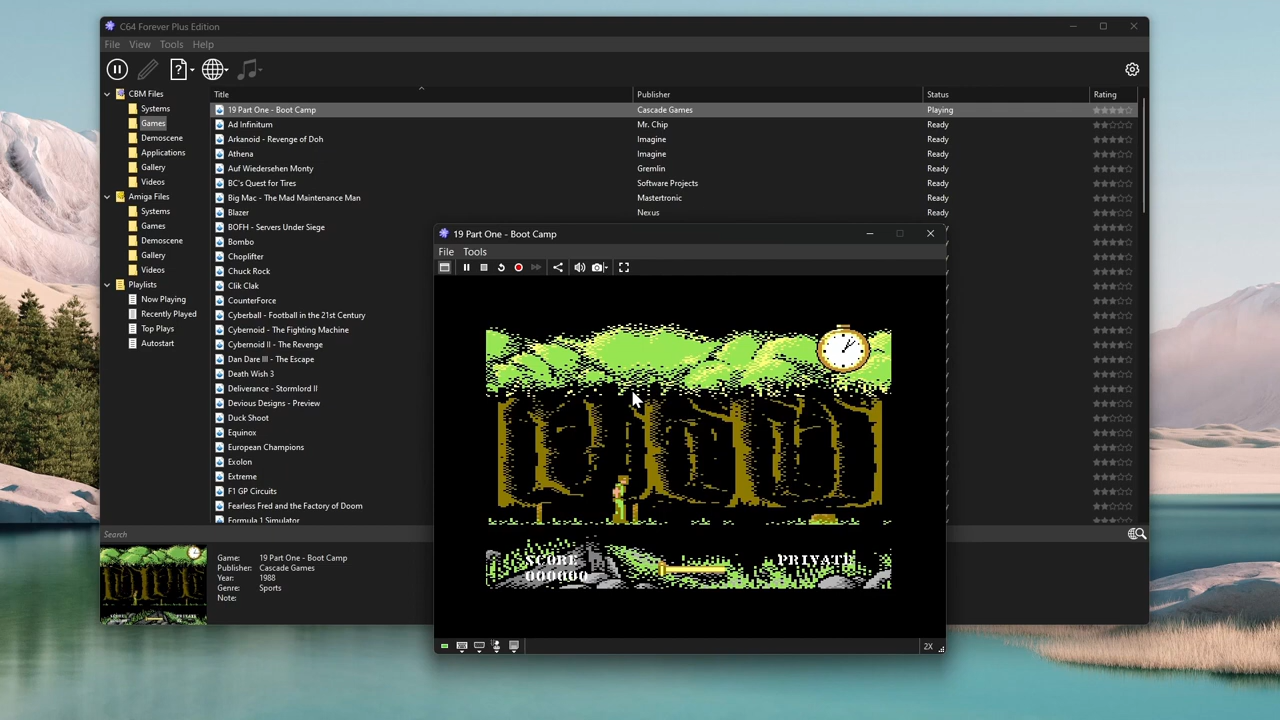 C64 Forever Plus Edition
File View Tools Help
CBM Files
Systems
Games
Demoscene
Applications
Gallery
Videos
Amiga Files
Systems
Games
Demoscene
Gallery
Videos
Playlists
Now Playing
Recently Played
Top Plays
Autostart
Title Publisher Status Rating
19 Part One - Boot Camp Cascade Games Playing
Ad Infinitum Mr. Chip Ready
Arkanoid - Revenge of Doh Imagine Ready
Athena Imagine Ready
Auf Wiedersehen Monty Gremlin Ready
BC's Quest for Tires Software Projects Ready
Big Mac - The Mad Maintenance Man Mastertronic Ready
Blazer Nexus Ready
BOFH - Servers Under Siege
Bombo
Choplifter
Chuck Rock
Clik Clak
CounterForce
Cyberball - Football in the 21st Century
Cybernoid - The Fighting Machine
Cybernoid II - The Revenge
Dan Dare III - The Escape
Death Wish 3
Deliverance - Stormlord II
Devious Designs - Preview
Duck Shoot
Equinox
European Champions
Exolon
Extreme
F1 GP Circuits
Fearless Fred and the Factory of Doom
Formula 1 Simulator
19 Part One - Boot Camp
File Tools
SCORE
000000
PRIVATE
2X
Search
Game: 19 Part One - Boot Camp
Publisher: Cascade Games
Year: 1988
Genre: Sports
Note: